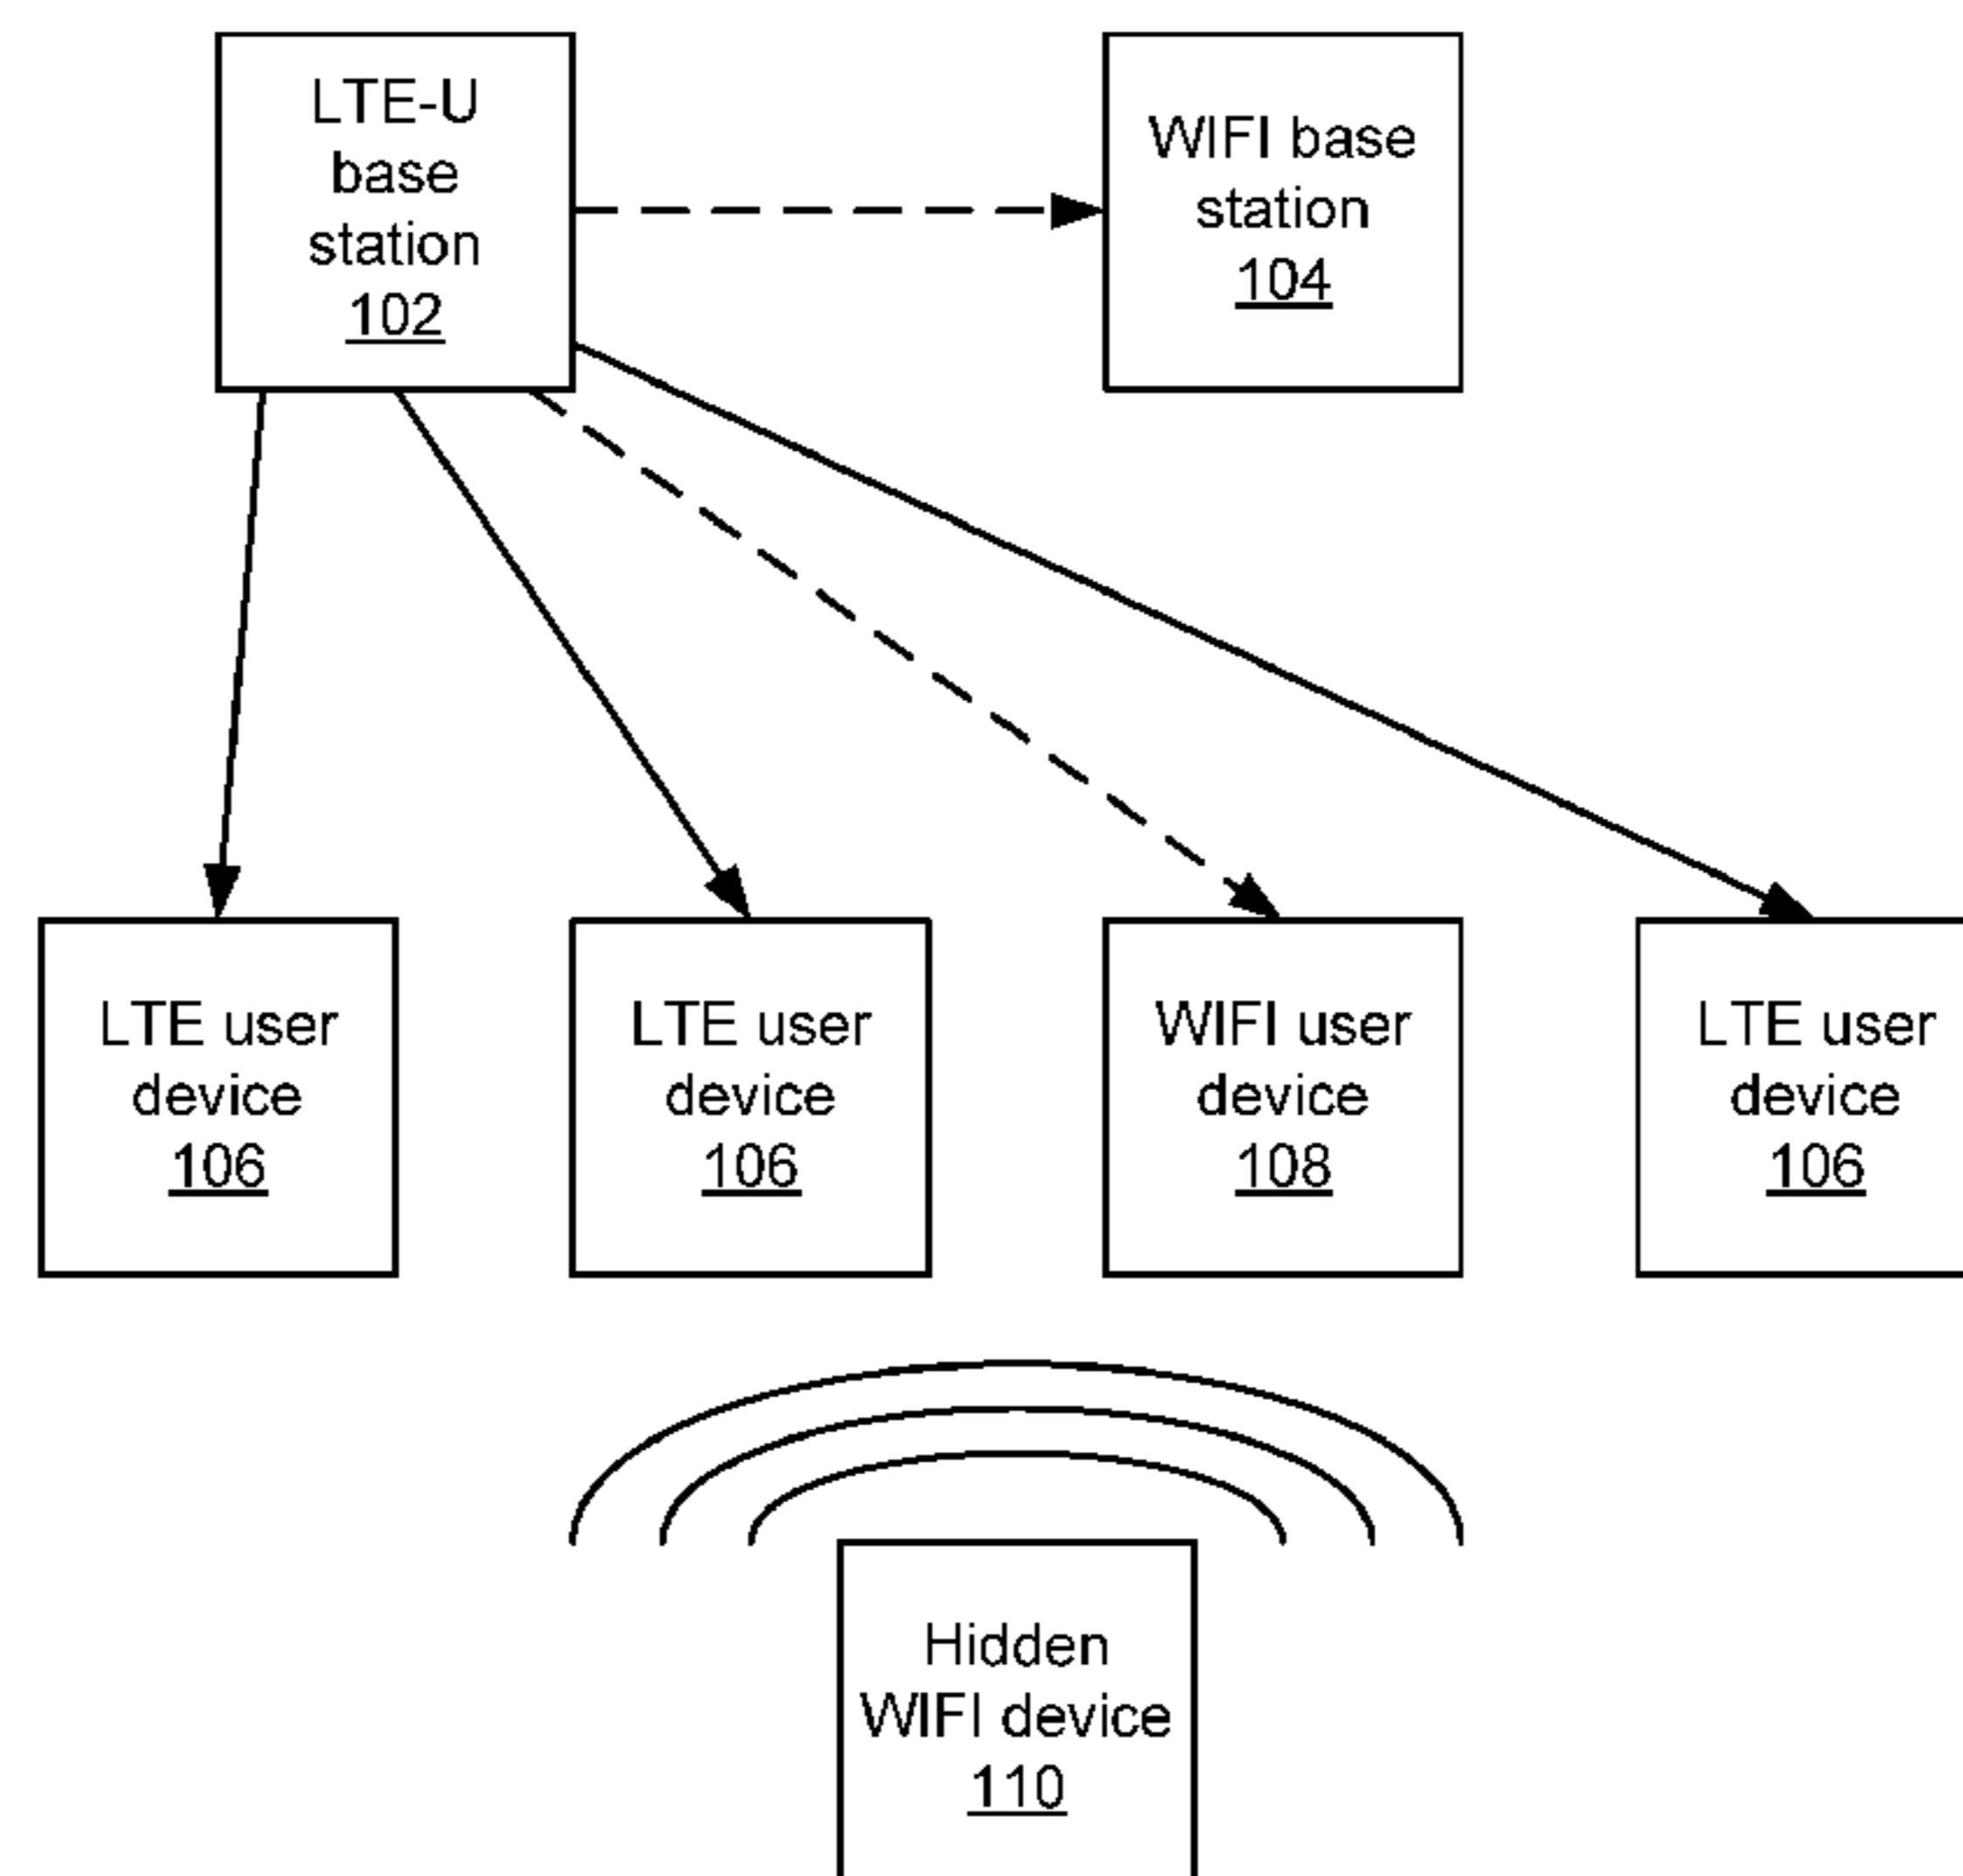 LTE-U
base
station
102
WIFI base
station
104
LTE user
device
106
LTE user
device
106
WIFI user
device
108
LTE user
device
106
Hidden
WIFI device
110